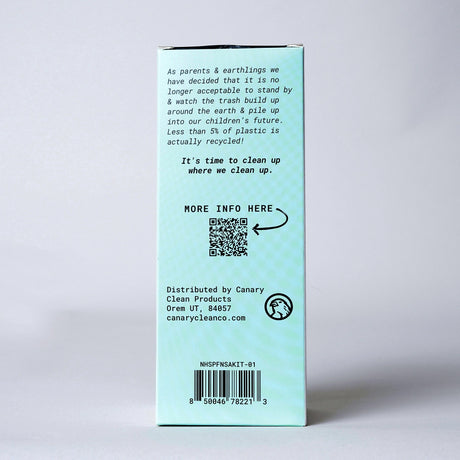 As parents & earthlings we
have decided that it is no
longer acceptable to stand by
& watch the trash build up
around the earth & pile up
into our children's future.
Less than 5% of plastic is
actually recycled!
It's time to clean up
where we clean up.
MORE INFO HERE
Distributed by Canary
Clean Products
Orem UT, 84057
canarycleanco.com
NHSPFNSAKIT-01
8 50046 78221 3